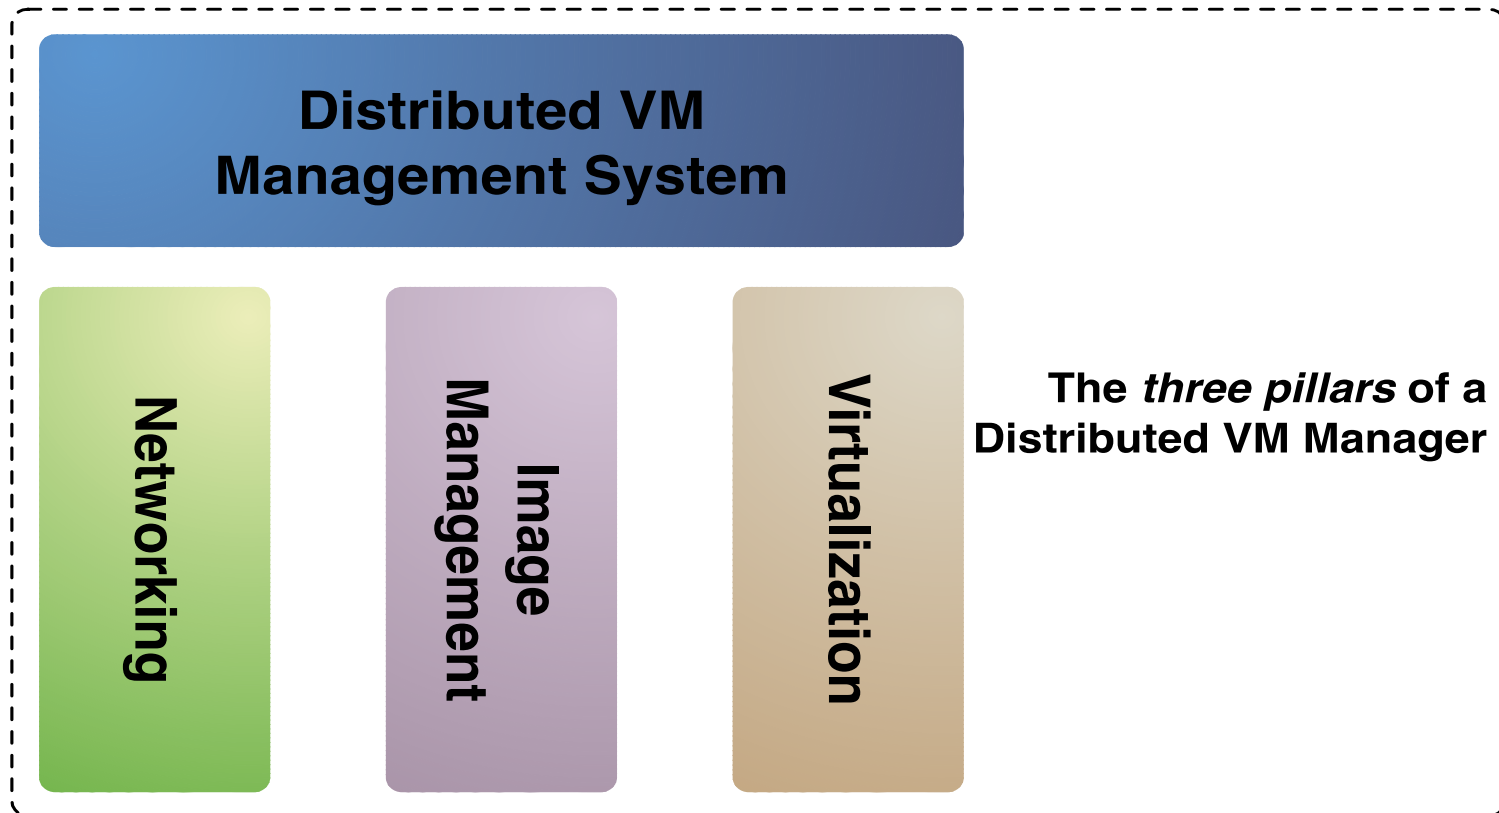 Distributed VM
Management System
Networking
Image
Management
Virtualization
The three pillars of a
Distributed VM Manager